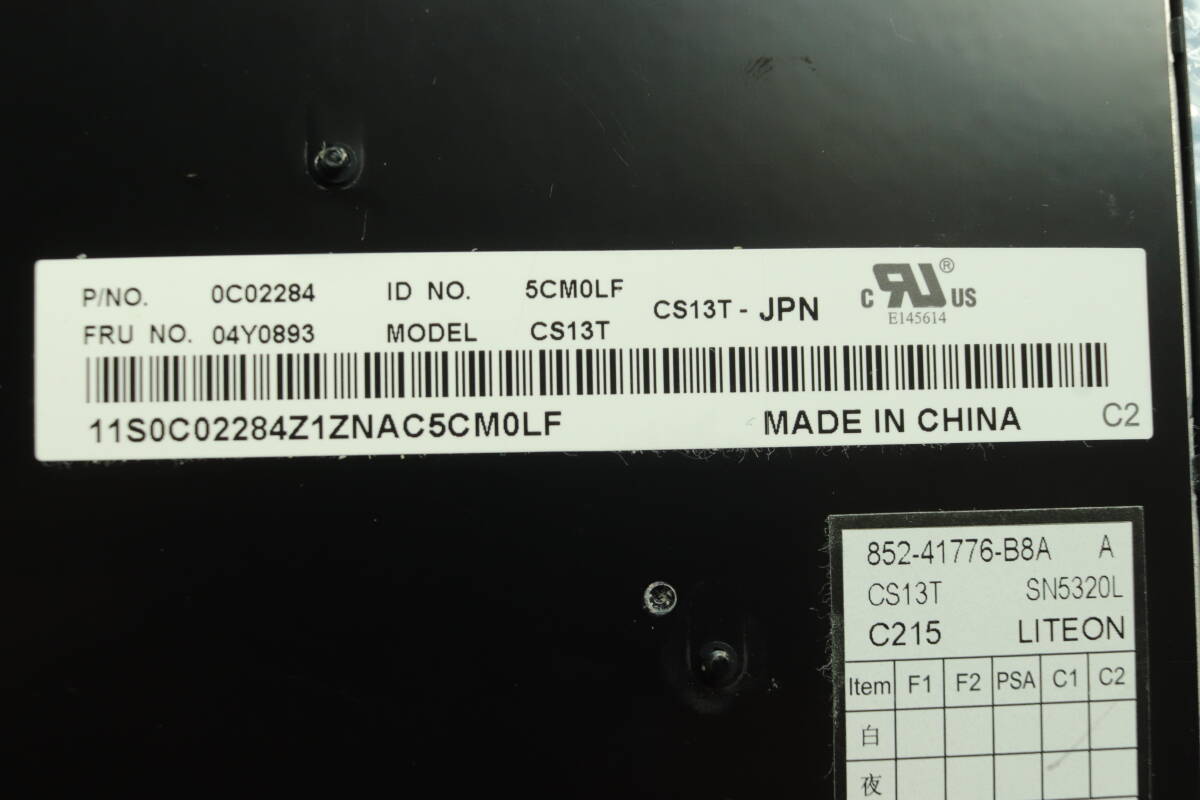 P/NO. 0C02284 ID NO. 5CM0LF
CS13T - JPN
C RU ® US
E145614
FRU NO. 04Y0893 MODEL CS13T
11S0C02284Z1ZNAC5CM0LF MADE IN CHINA C2
852-41776-B8A A
CS13T SN5320L
C215 LITEON
Item F1 F2 PSA C1 C2
白
夜